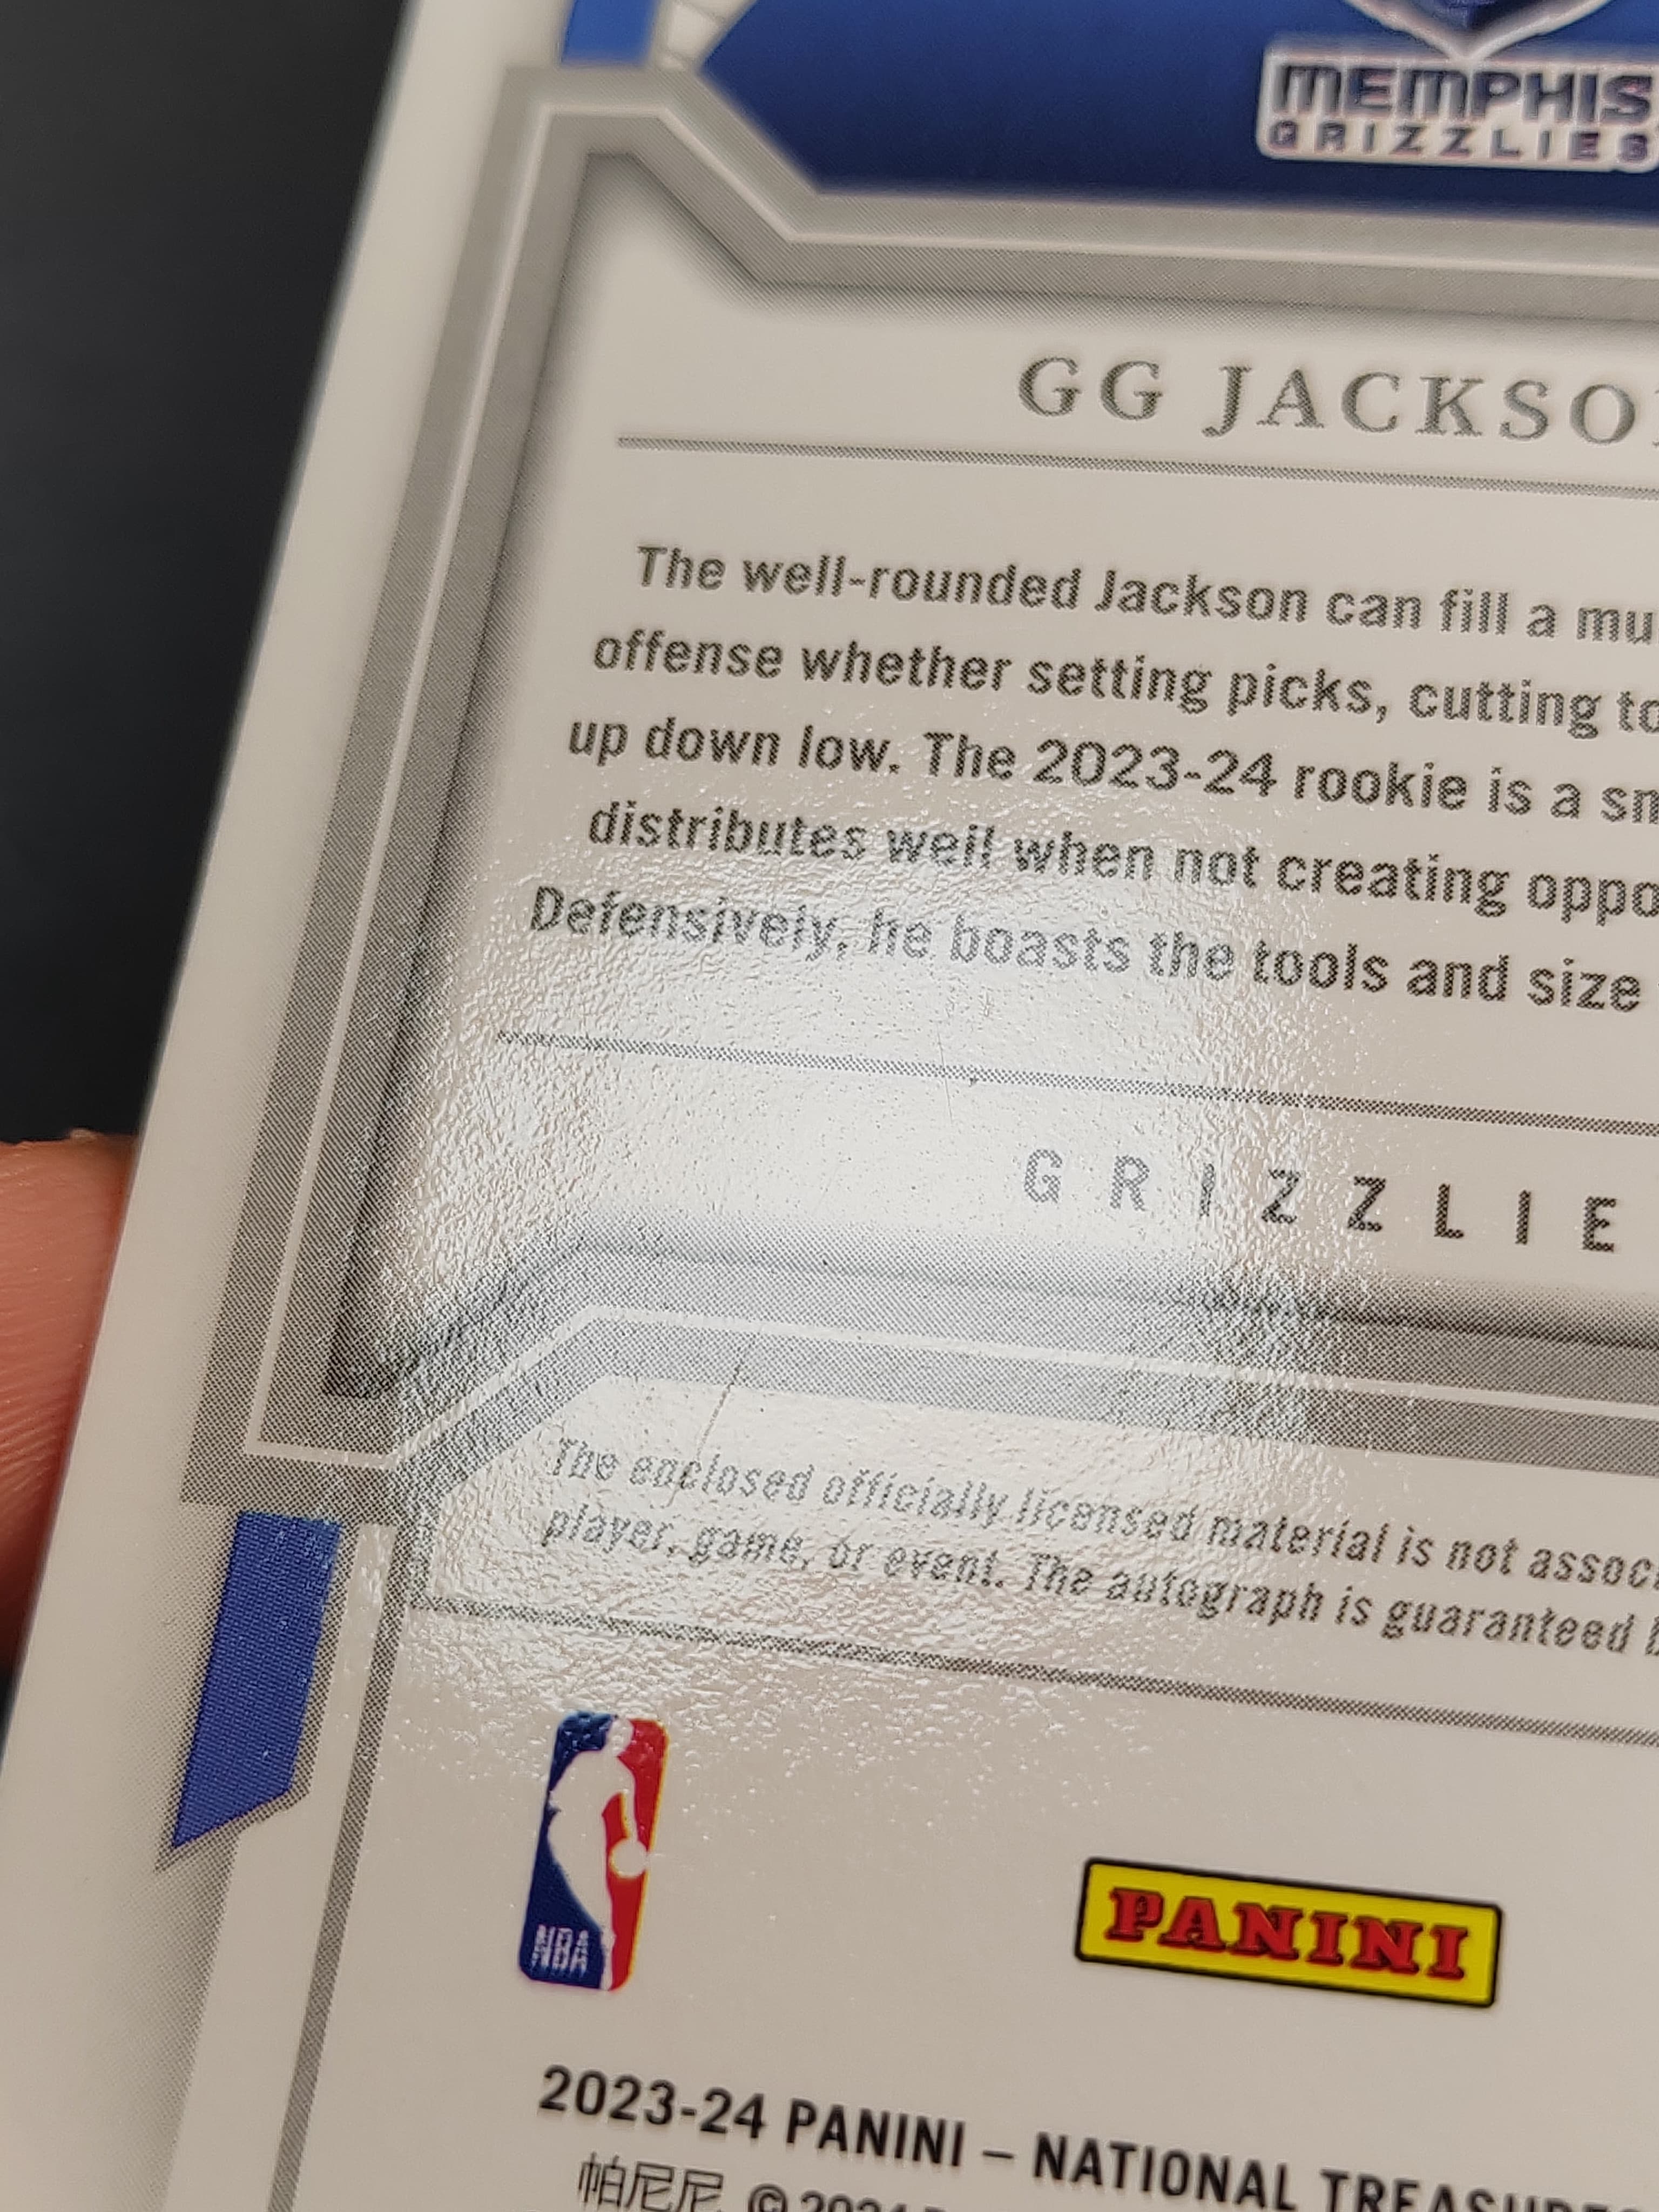 MEMPHIS
GRIZZLIES
GG JACKSO
The well-rounded Jackson can fill a mu
offense whether setting picks, cutting to
up down low. The 2023-24 rookie is a sm
distributes well when not creating oppo
Defensively, he boasts the tools and size
GRIZZLIE
The enclosed officially licensed material is not assoc
player, game, or event. The autograph is guaranteed
NBA
PANINI
2023-24 PANINI – NATIONAL TREASURES
帕尼尼 © 2024